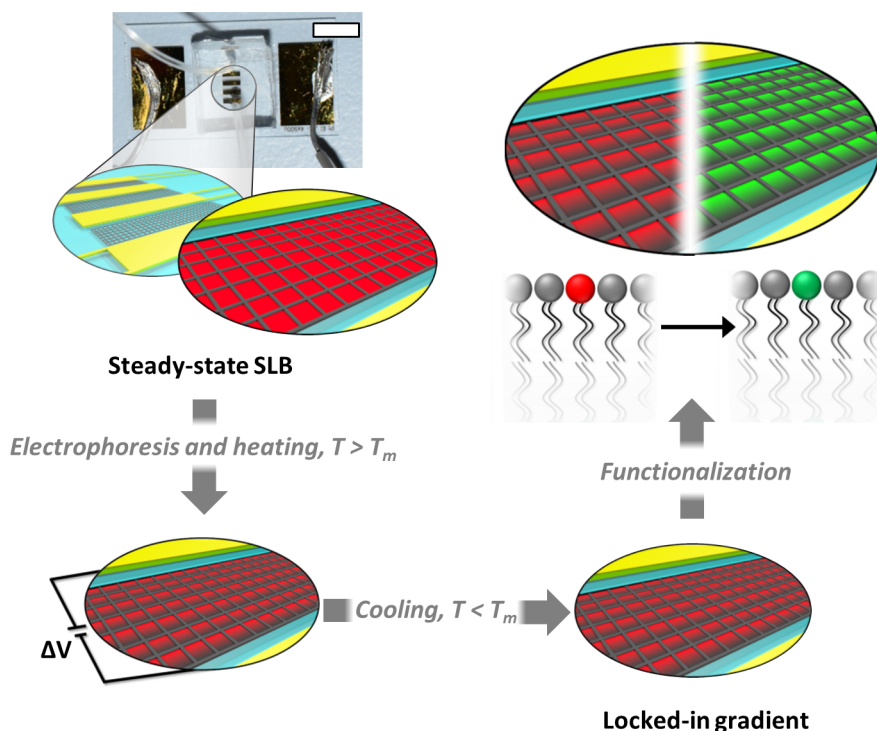 Steady-state SLB
Electrophoresis and heating, T > Tm
Functionalization
ΔV
Cooling, T < Tm
Locked-in gradient